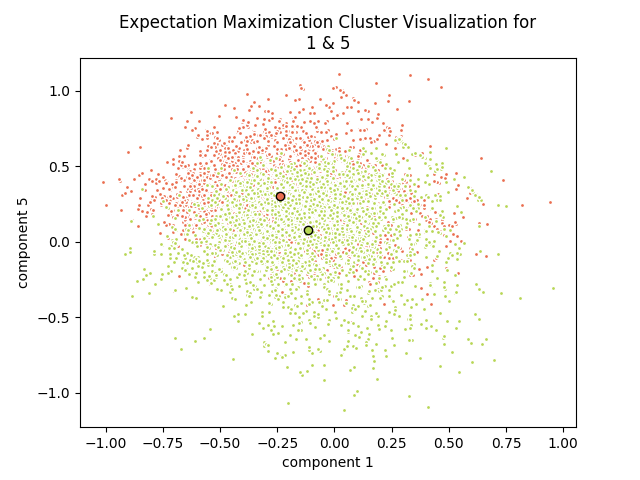 Expectation Maximization Cluster Visualization for
1 & 5
component 5
1.0
0.5
0.0
−0.5
−1.0
−1.00 −0.75 −0.50 −0.25 0.00 0.25 0.50 0.75 1.00
component 1